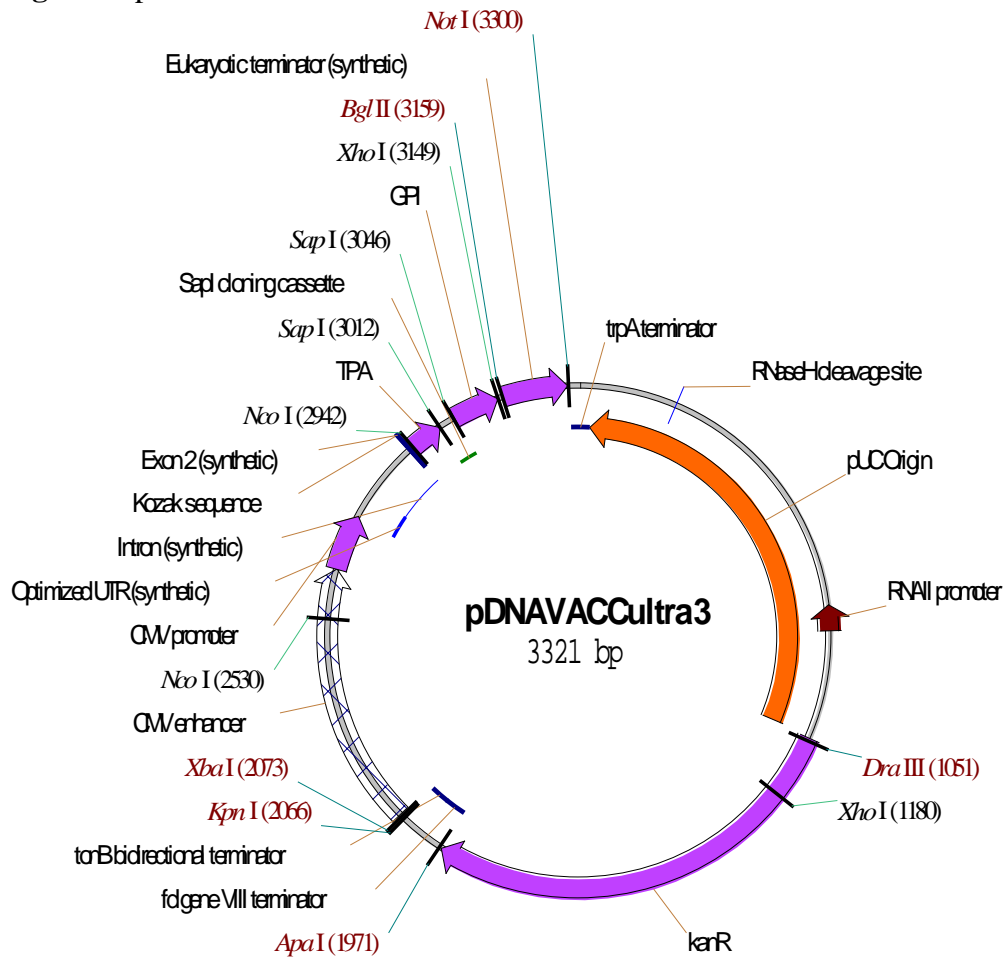 Not I (3300)
Eukaryotic terminator (synthetic)
Bgl II (3159)
Xho I (3149)
GPI
Sap I (3046)
SapI cloning cassette
Sap I (3012)
TPA
Nco I (2942)
Exon 2 (synthetic)
Kozak sequence
Intron (synthetic)
Optimized UTR (synthetic)
CMV promoter
Nco I (2530)
CMV enhancer
Xba I (2073)
Kpn I (2066)
tonB bidirectional terminator
fd gene VIII terminator
Apa I (1971)
trpA terminator
RNaseH cleavage site
pUC Origin
RNAII promoter
Dra III (1051)
Xho I (1180)
kanR
pDNAVACCultra3
3321 bp